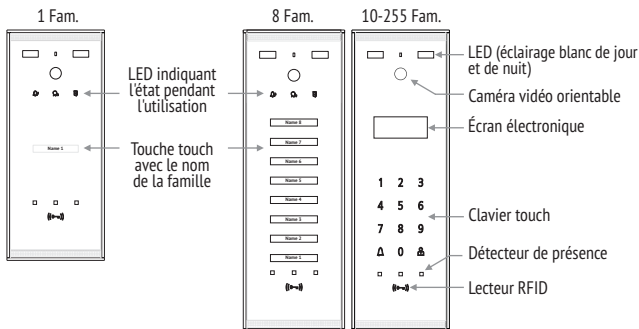 1 Fam.
8 Fam.
10-255 Fam.
LED indiquant
l'état pendant
l'utilisation
Touche touch
avec le nom
de la famille
Name 1
Name 8
Name 7
Name 6
Name 5
Name 4
Name 3
Name 2
Name 1
1 2 3
4 5 6
7 8 9
0
LED (éclairage blanc de jour
et de nuit)
Caméra vidéo orientable
Écran électronique
Clavier touch
Détecteur de présence
Lecteur RFID